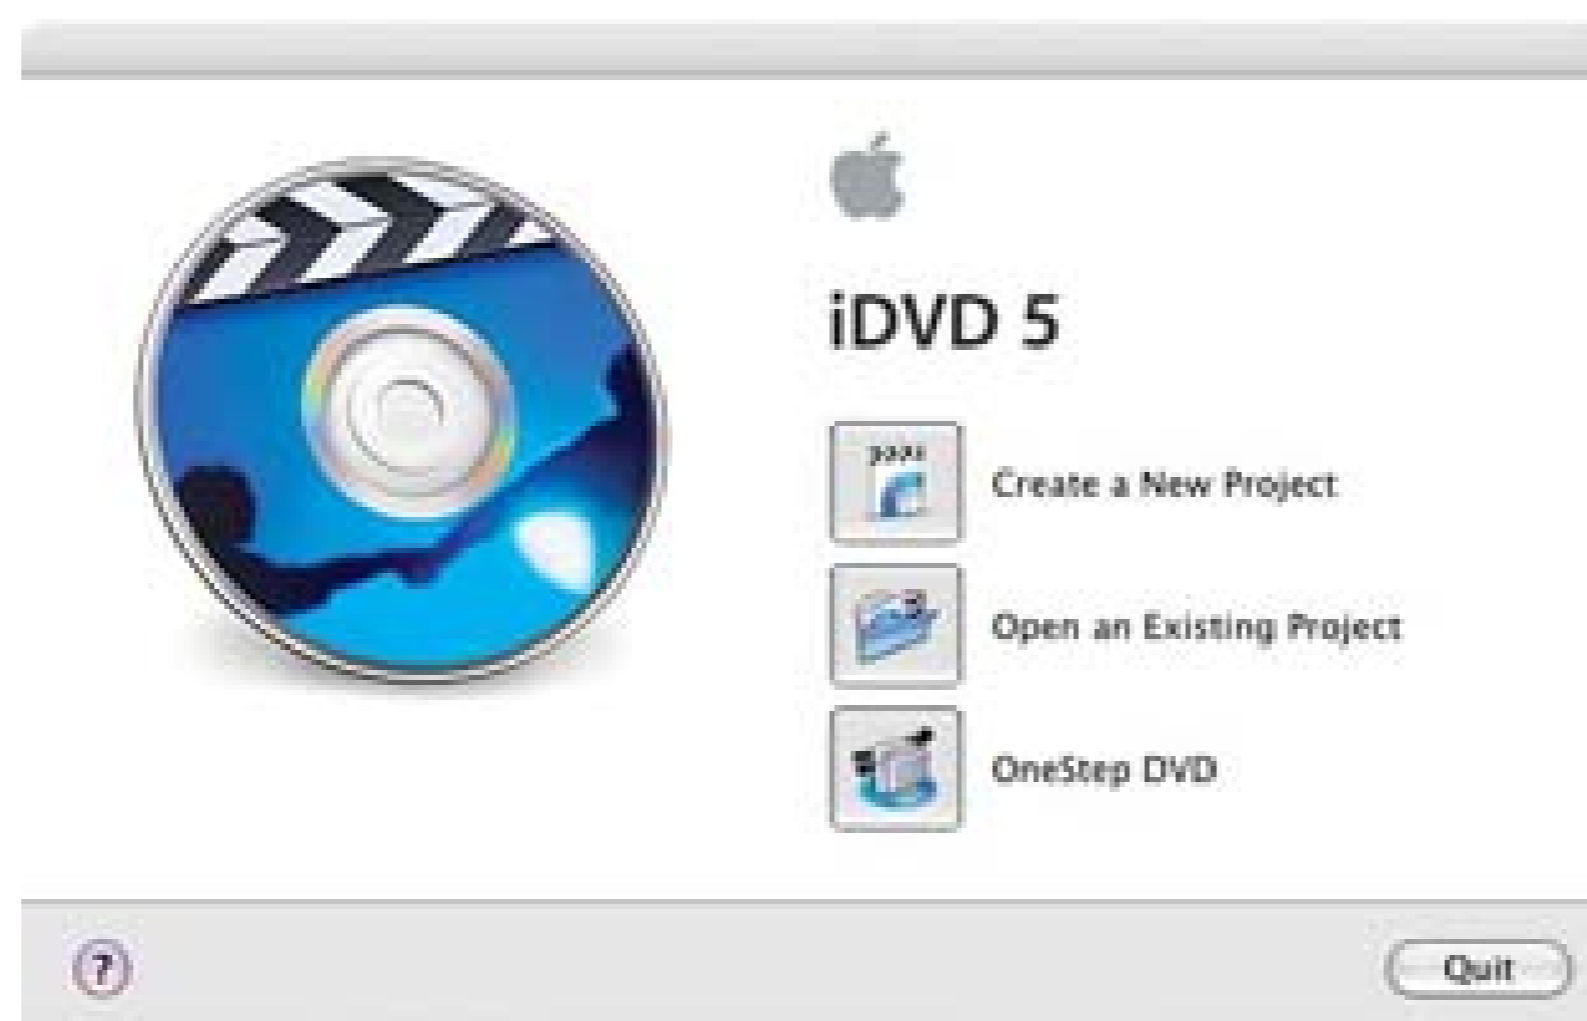 iDVD 5
Create a New Project
Open an Existing Project
OneStep DVD
?
Quit